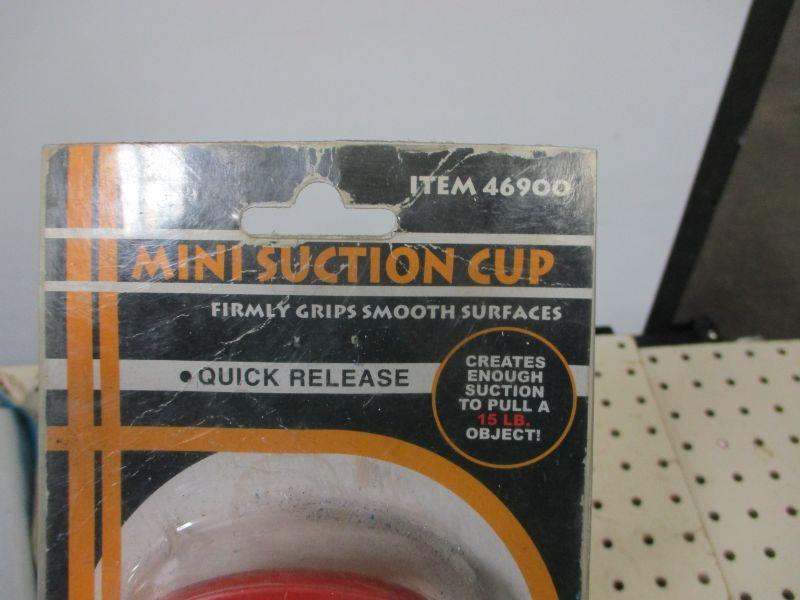 ITEM 46900
MINI SUCTION CUP
FIRMLY GRIPS SMOOTH SURFACES
• QUICK RELEASE
CREATES
ENOUGH
SUCTION
TO PULL A
15 LB.
OBJECT!